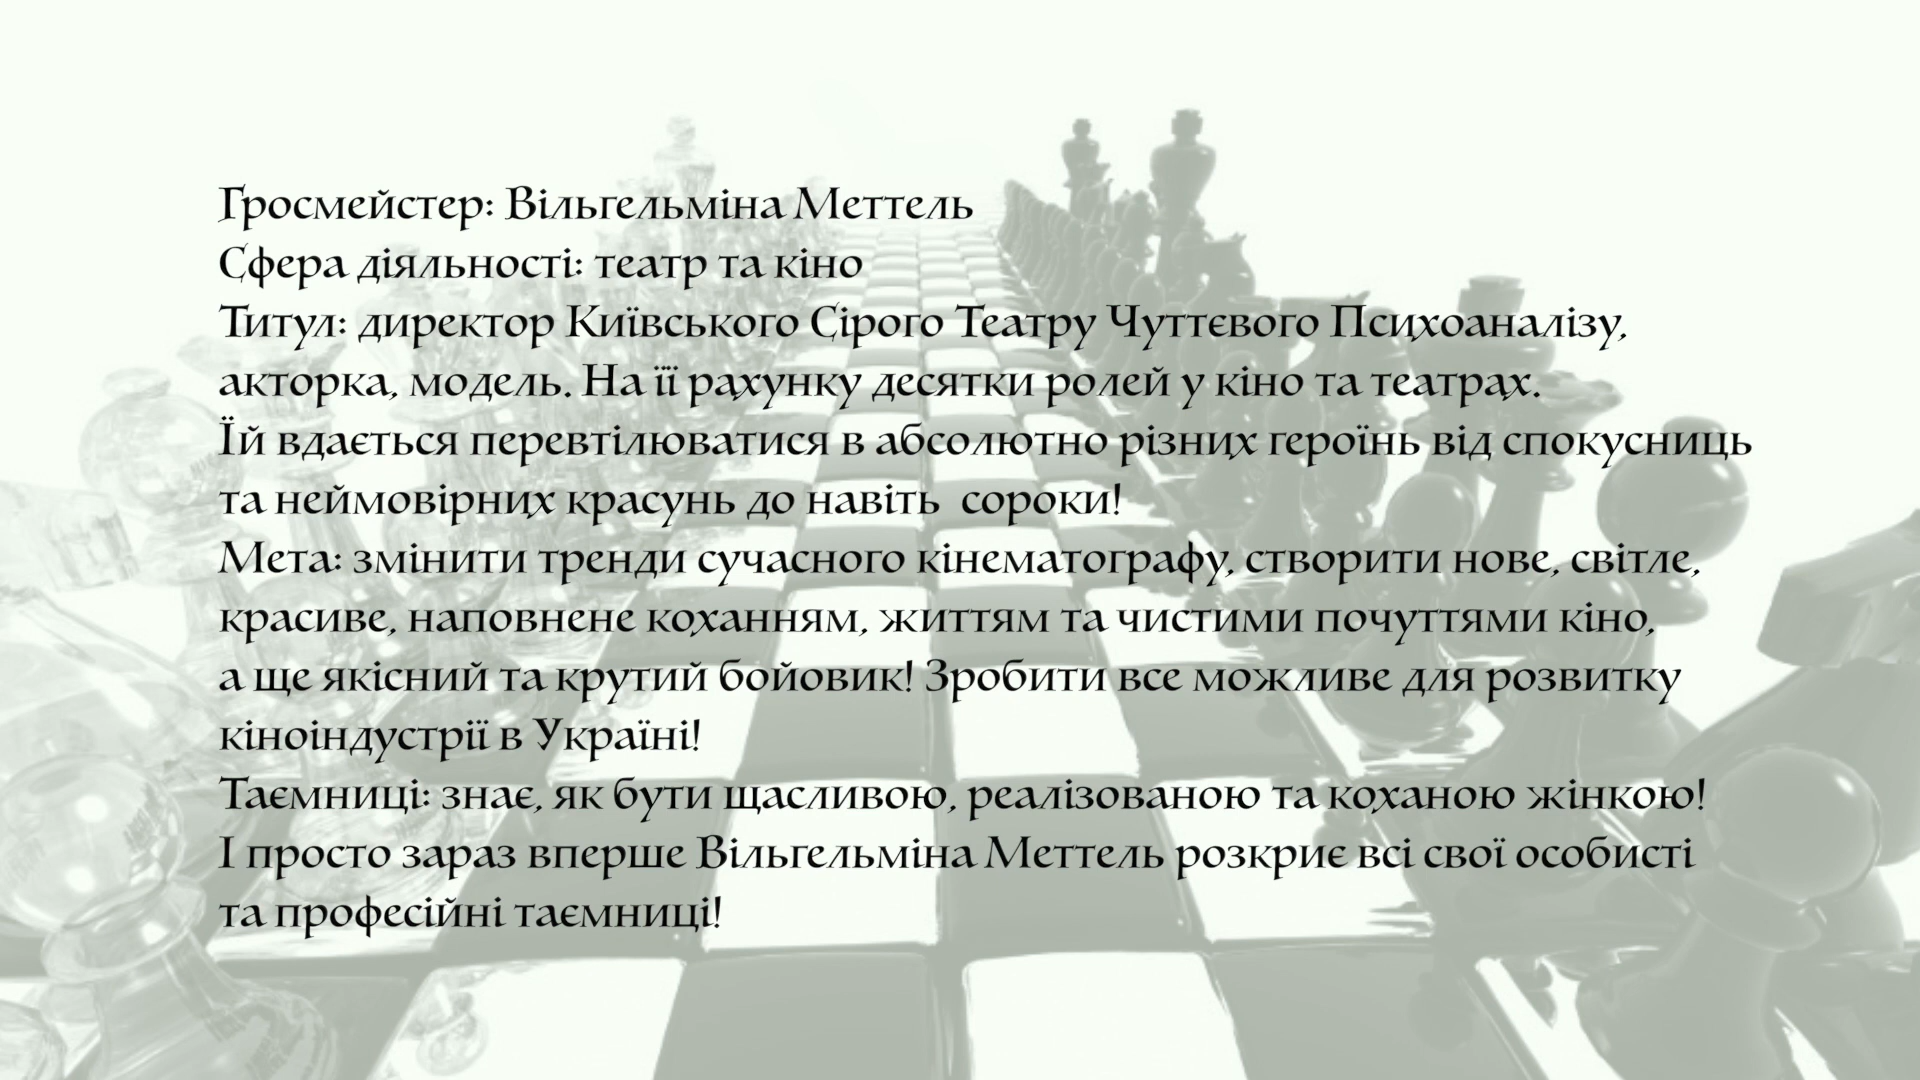 Гросмейстер: Вільгельміна Меттель
Сфера діяльності: театр та кіно
Титул: директор Київського Сірого Театру Чуттєвого Психоаналізу,
акторка, модель. На її рахунку десятки ролей у кіно та театрах.
Їй вдається перевтілюватися в абсолютно різних героїнь від спокусниць
та неймовірних красунь до навіть  сороки!
Мета: змінити тренди сучасного кінематографу, створити нове, світле,
красиве, наповнене коханням, життям та чистими почуттями кіно,
а ще якісний та крутий бойовик! Зробити все можливе для розвитку
кіноіндустрії в Україні!
Таємниці: знає, як бути щасливою, реалізованою та коханою жінкою!
І просто зараз вперше Вільгельміна Меттель розкриє всі свої особисті
та професійні таємниці!